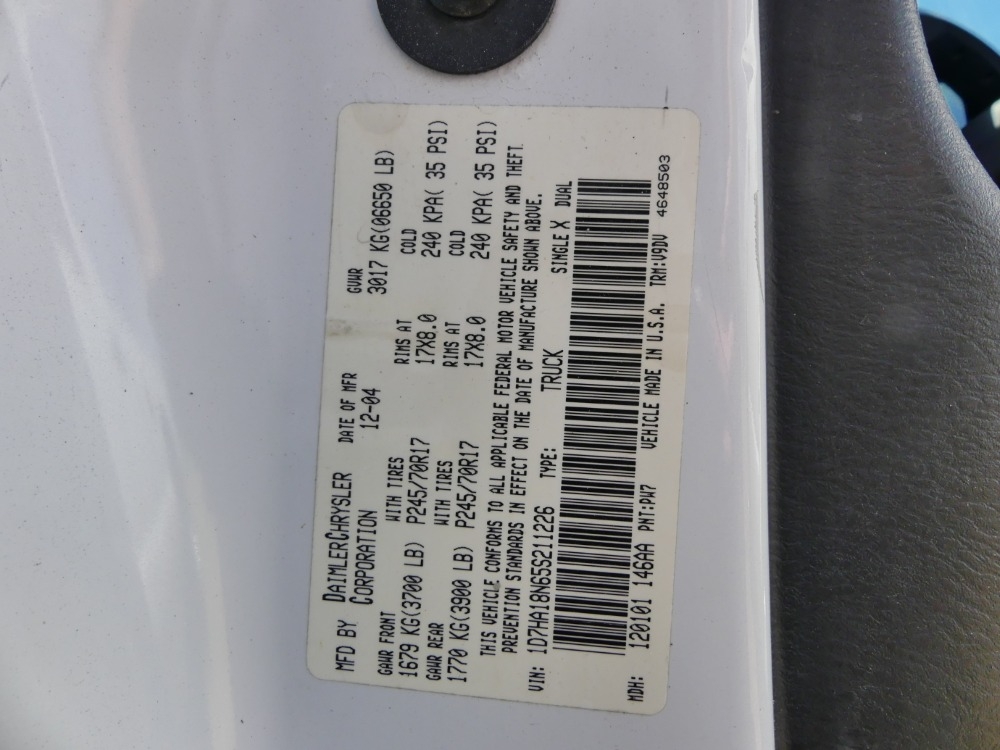 MFD BY DAIMLERCHRYSLER CORPORATION DATE OF MFR 12-04 GVWR 3017 KG(06650 LB)
GAWR FRONT WITH TIRES RIMS AT COLD
1679 KG(3700 LB) P245/70R17 17X8.0 240 KPA( 35 PSI)
GAWR REAR WITH TIRES RIMS AT COLD
1770 KG(3900 LB) P245/70R17 17X8.0 240 KPA( 35 PSI)
THIS VEHICLE CONFORMS TO ALL APPLICABLE FEDERAL MOTOR VEHICLE SAFETY AND THEFT
PREVENTION STANDARDS IN EFFECT ON THE DATE OF MANUFACTURE SHOWN ABOVE.
VIN: 1D7HA18N65S211226 TYPE: TRUCK SINGLE X DUAL
MDH: 120101 146AA PNT:PW7 VEHICLE MADE IN U.S.A. TRM:V9DV 4648503